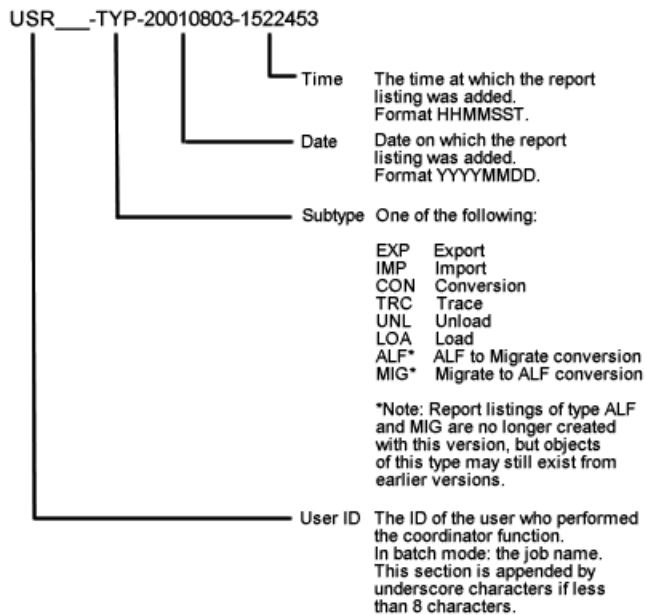 USR___-TYP-20010803-1522453
Time The time at which the report
listing was added.
Format HHMMSST.
Date Date on which the report
listing was added.
Format YYYYMMDD.
Subtype One of the following:
EXP Export
IMP Import
CON Conversion
TRC Trace
UNL Unload
LOA Load
ALF* ALF to Migrate conversion
MIG* Migrate to ALF conversion
*Note: Report listings of type ALF
and MIG are no longer created
with this version, but objects
of this type may still exist from
earlier versions.
User ID The ID of the user who performed
the coordinator function.
In batch mode: the job name.
This section is appended by
underscore characters if less
than 8 characters.